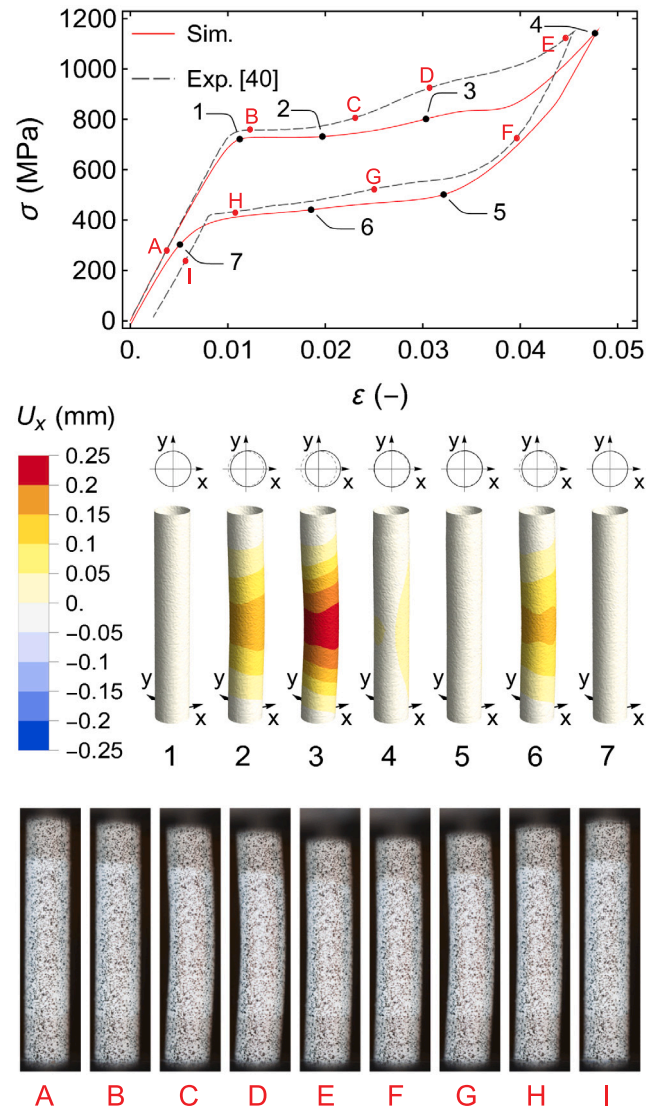 1200
1000
800
600
400
200
0
σ (MPa)
Sim.
Exp. [40]
1
B
2
C
D
3
4
E
F
G
H
A
7
I
6
5
0.
0.01
0.02
0.03
0.04
0.05
ε (–)
Uₓ (mm)
0.25
0.2
0.15
0.1
0.05
0.
−0.05
−0.1
−0.15
−0.2
−0.25
y y y y y y y
x x x x x x x
y y y y y y y
x x x x x x x
1 2 3 4 5 6 7
A B C D E F G H I